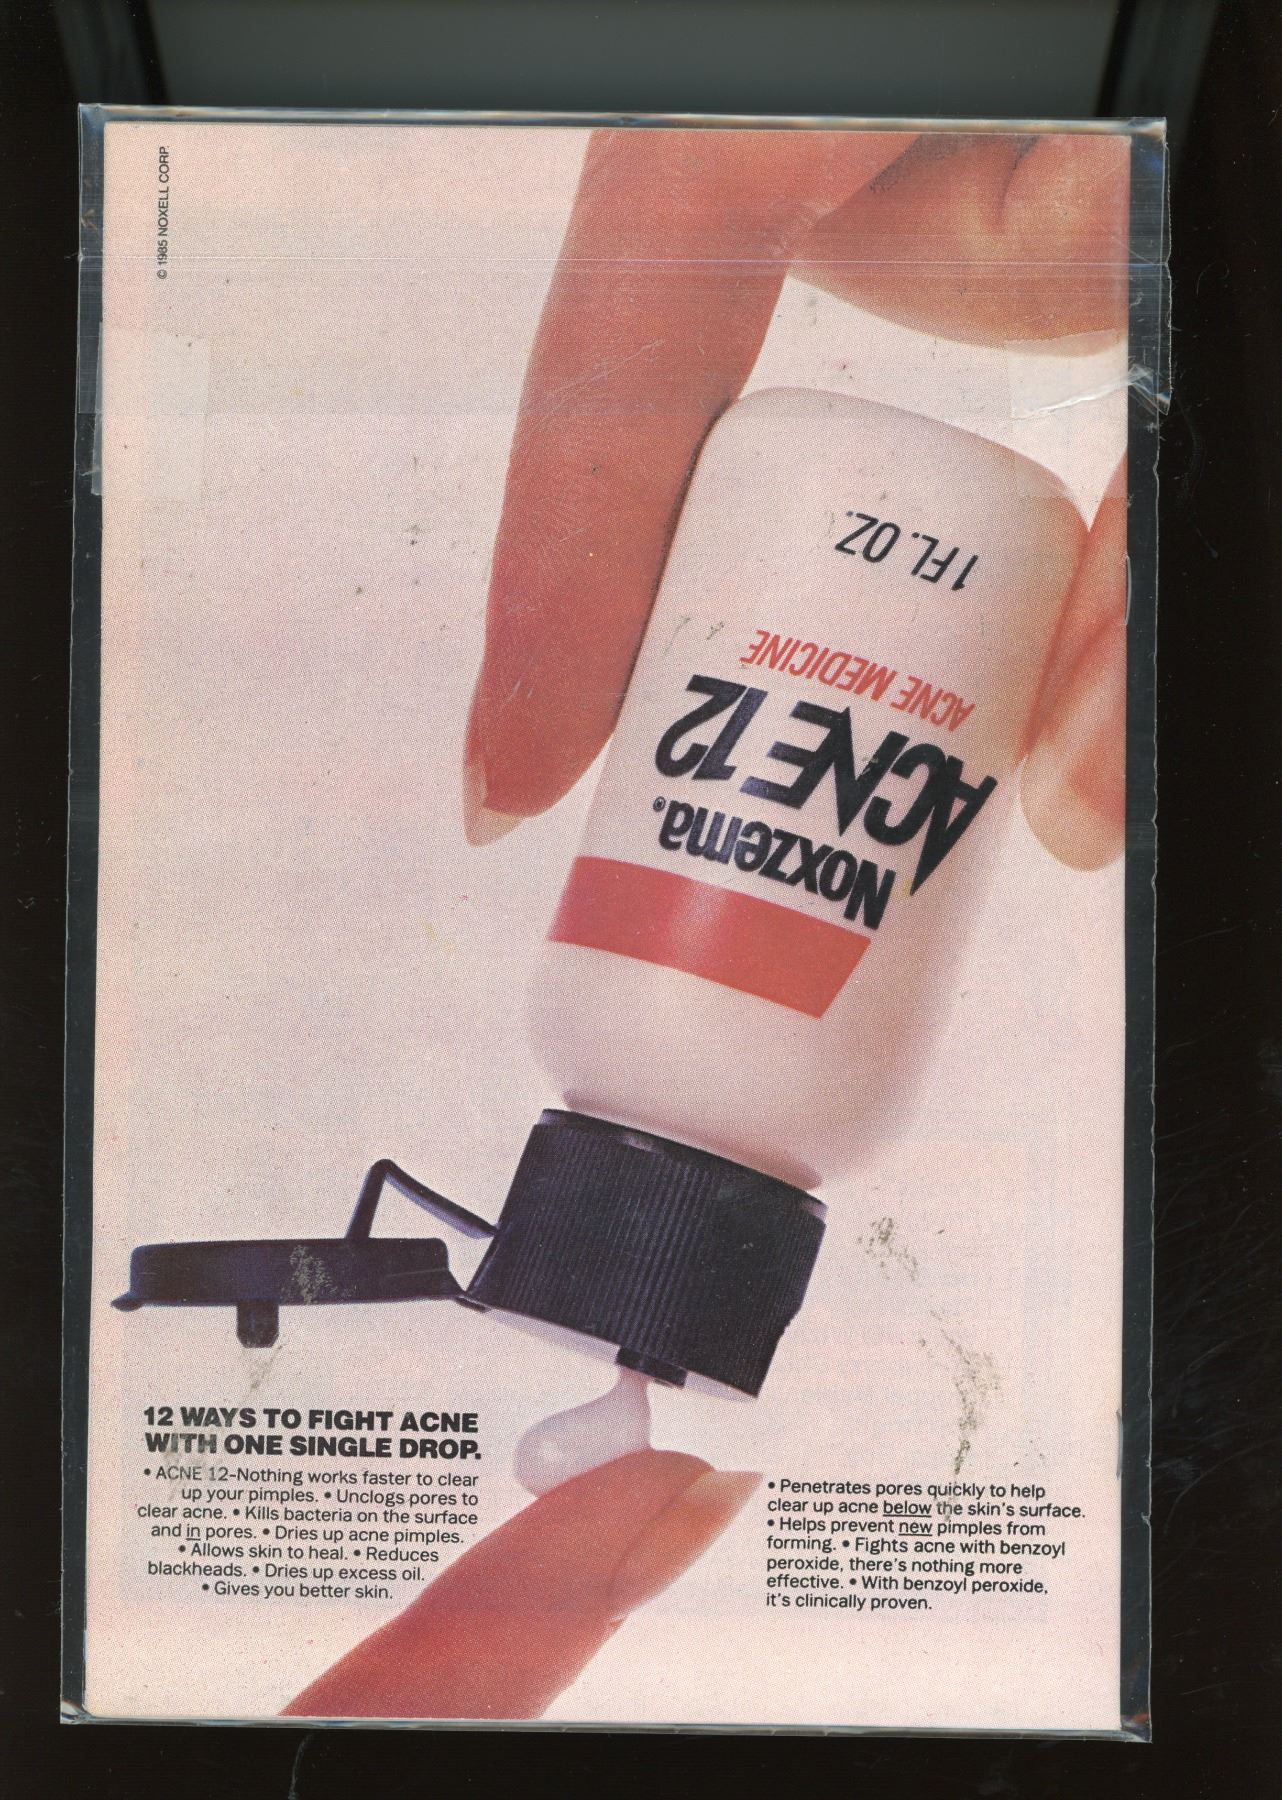 © 1985 NOXELL CORP.
1 FL. OZ.
ACNE MEDICINE
ACNE 12
Noxzema®
12 WAYS TO FIGHT ACNE
WITH ONE SINGLE DROP.
• ACNE 12-Nothing works faster to clear
up your pimples. • Unclogs pores to
clear acne. • Kills bacteria on the surface
and in pores. • Dries up acne pimples.
• Allows skin to heal. • Reduces
blackheads. • Dries up excess oil.
• Gives you better skin.
• Penetrates pores quickly to help
clear up acne below the skin's surface.
• Helps prevent new pimples from
forming. • Fights acne with benzoyl
peroxide, there's nothing more
effective. • With benzoyl peroxide,
it's clinically proven.